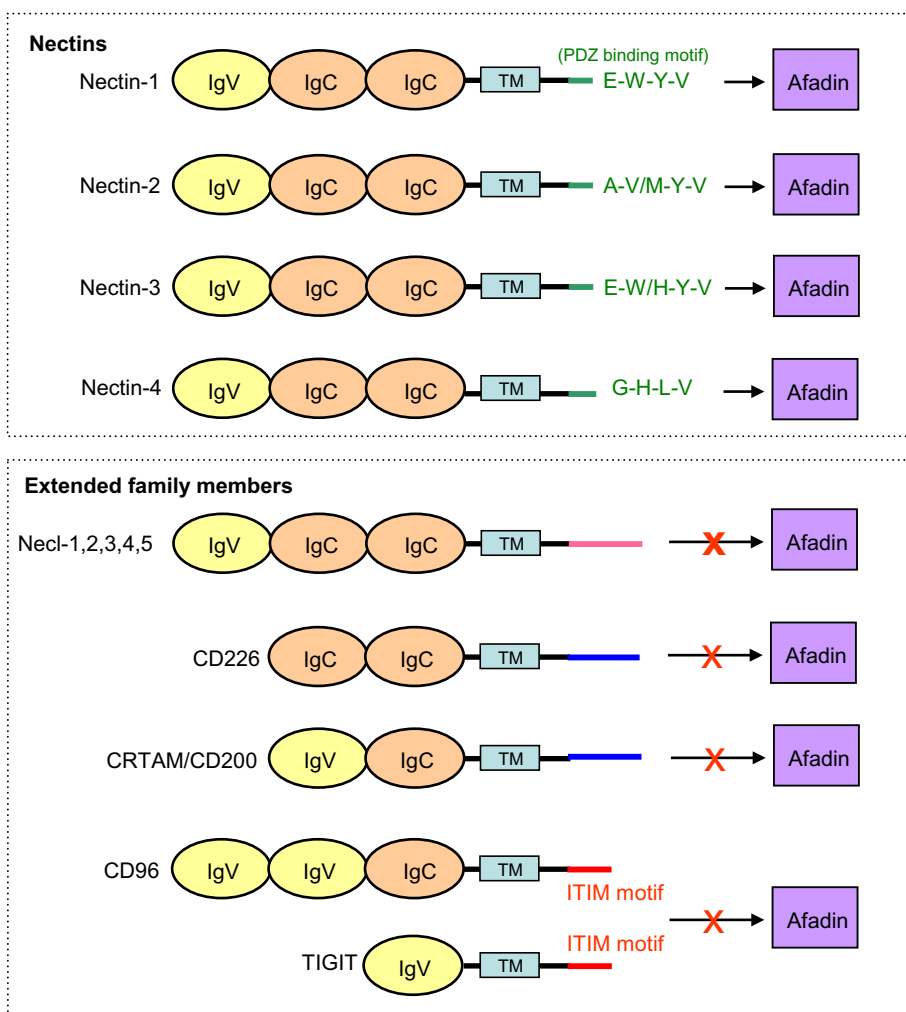 Nectins
(PDZ binding motif)
Nectin-1 IgV IgC IgC TM E-W-Y-V Afadin
Nectin-2 IgV IgC IgC TM A-V/M-Y-V Afadin
Nectin-3 IgV IgC IgC TM E-W/H-Y-V Afadin
Nectin-4 IgV IgC IgC TM G-H-L-V Afadin
Extended family members
Necl-1,2,3,4,5 IgV IgC IgC TM X Afadin
CD226 IgC IgC TM X Afadin
CRTAM/CD200 IgV IgC TM X Afadin
CD96 IgV IgV IgC TM
ITIM motif
X Afadin
ITIM motif
TIGIT IgV TM